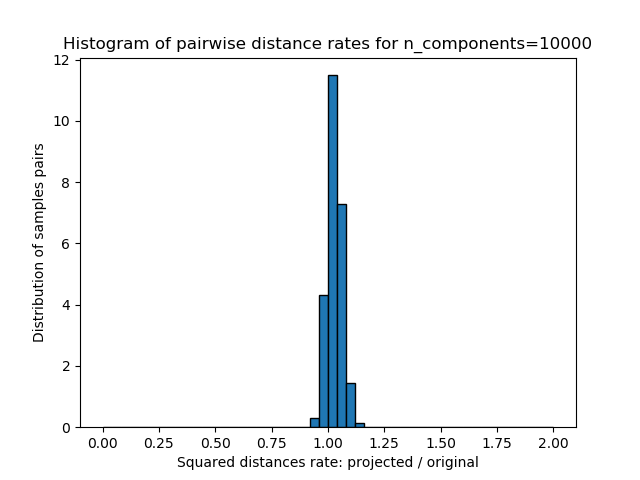 Histogram of pairwise distance rates for n_components=10000
Distribution of samples pairs
12
10
8
6
4
2
0
0.00 0.25 0.50 0.75 1.00 1.25 1.50 1.75 2.00
Squared distances rate: projected / original